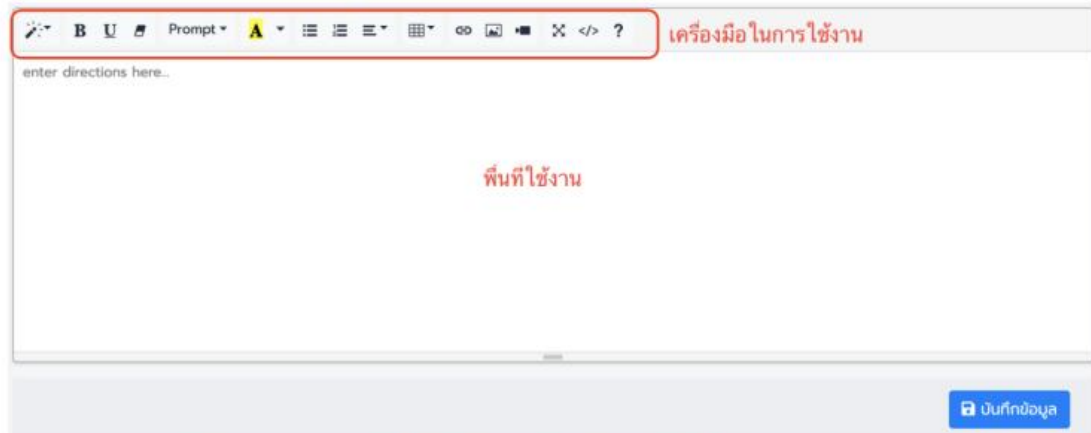 B U Prompt A </> ? เครื่องมือในการใช้งาน
enter directions here..
พื้นที่ใช้งาน
บันทึกข้อมูล